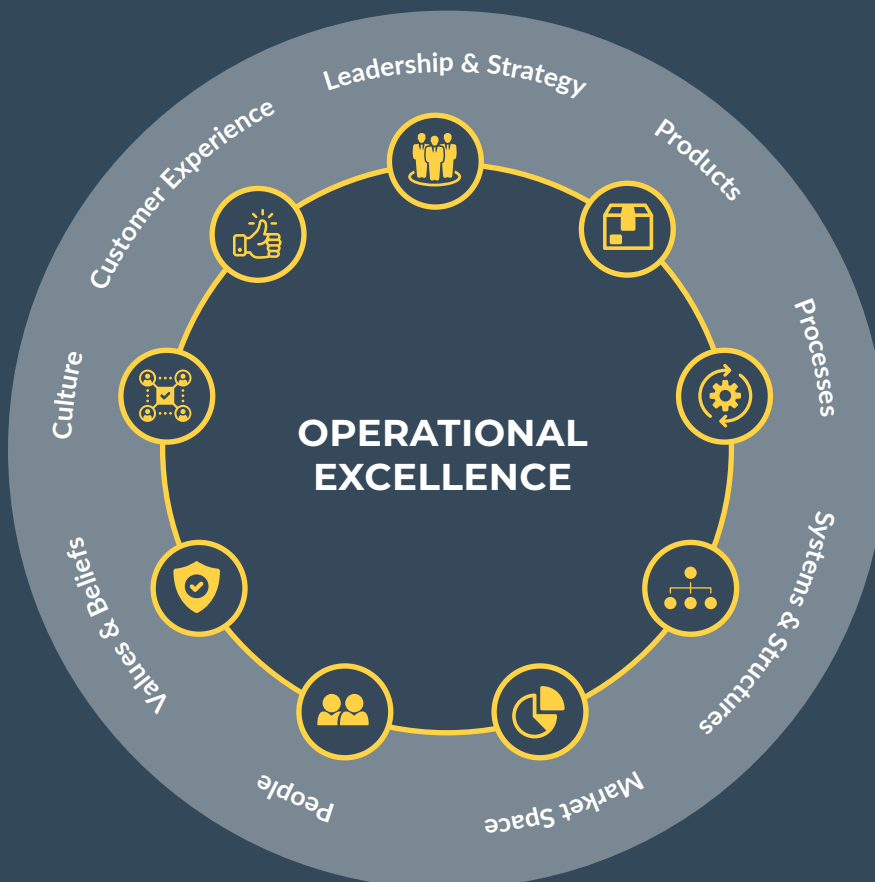 Leadership & Strategy
Products
Processes
Systems & Structures
Market Space
People
Values & Beliefs
Culture
Customer Experience
OPERATIONAL
EXCELLENCE